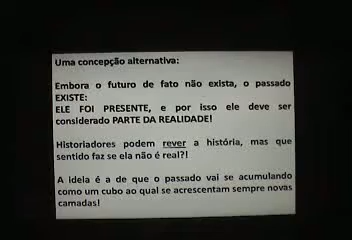 Uma concepção alternativa:
Embora o futuro de fato não exista, o passado
EXISTE:
ELE FOI PRESENTE, e por isso ele deve ser
considerado PARTE DA REALIDADE!
Historiadores podem rever a história, mas que
sentido faz se ela não é real?!
A ideia é a de que o passado vai se acumulando
como um cubo ao qual se acrescentam sempre novas
camadas!